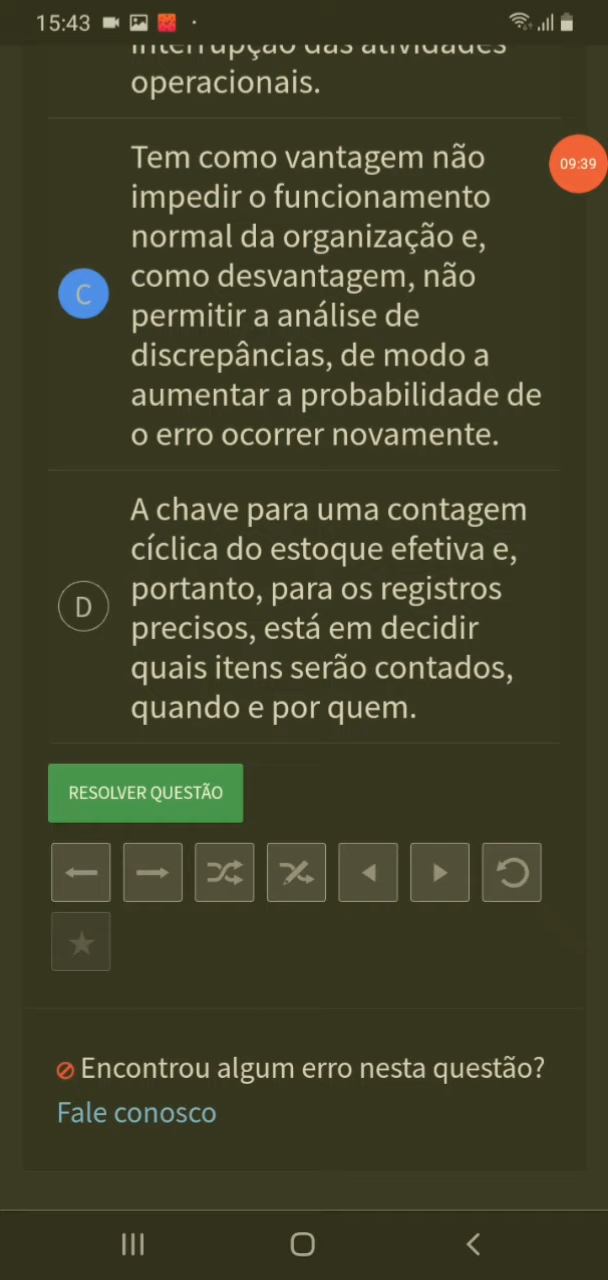 15:43
interrupção das atividades
operacionais.
09:39
C
Tem como vantagem não
impedir o funcionamento
normal da organização e,
como desvantagem, não
permitir a análise de
discrepâncias, de modo a
aumentar a probabilidade de
o erro ocorrer novamente.
D
A chave para uma contagem
cíclica do estoque efetiva e,
portanto, para os registros
precisos, está em decidir
quais itens serão contados,
quando e por quem.
RESOLVER QUESTÃO
Encontrou algum erro nesta questão?
Fale conosco